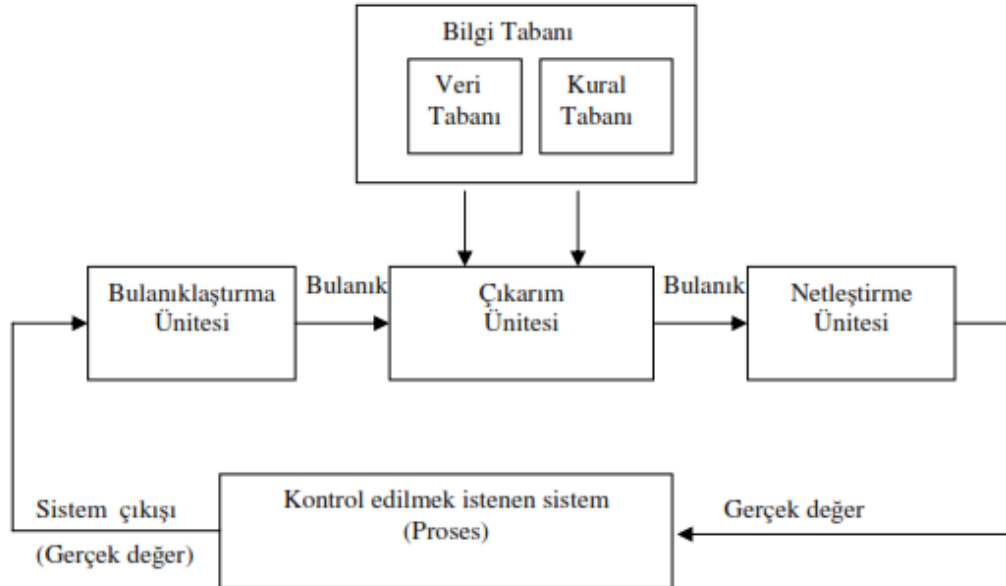 Bilgi Tabanı
Veri
Tabanı
Kural
Tabanı
Bulanıklaştırma
Ünitesi
Bulanık
Çıkarım
Ünitesi
Bulanık
Netleştirme
Ünitesi
Sistem çıkışı
(Gerçek değer)
Kontrol edilmek istenen sistem
(Proses)
Gerçek değer